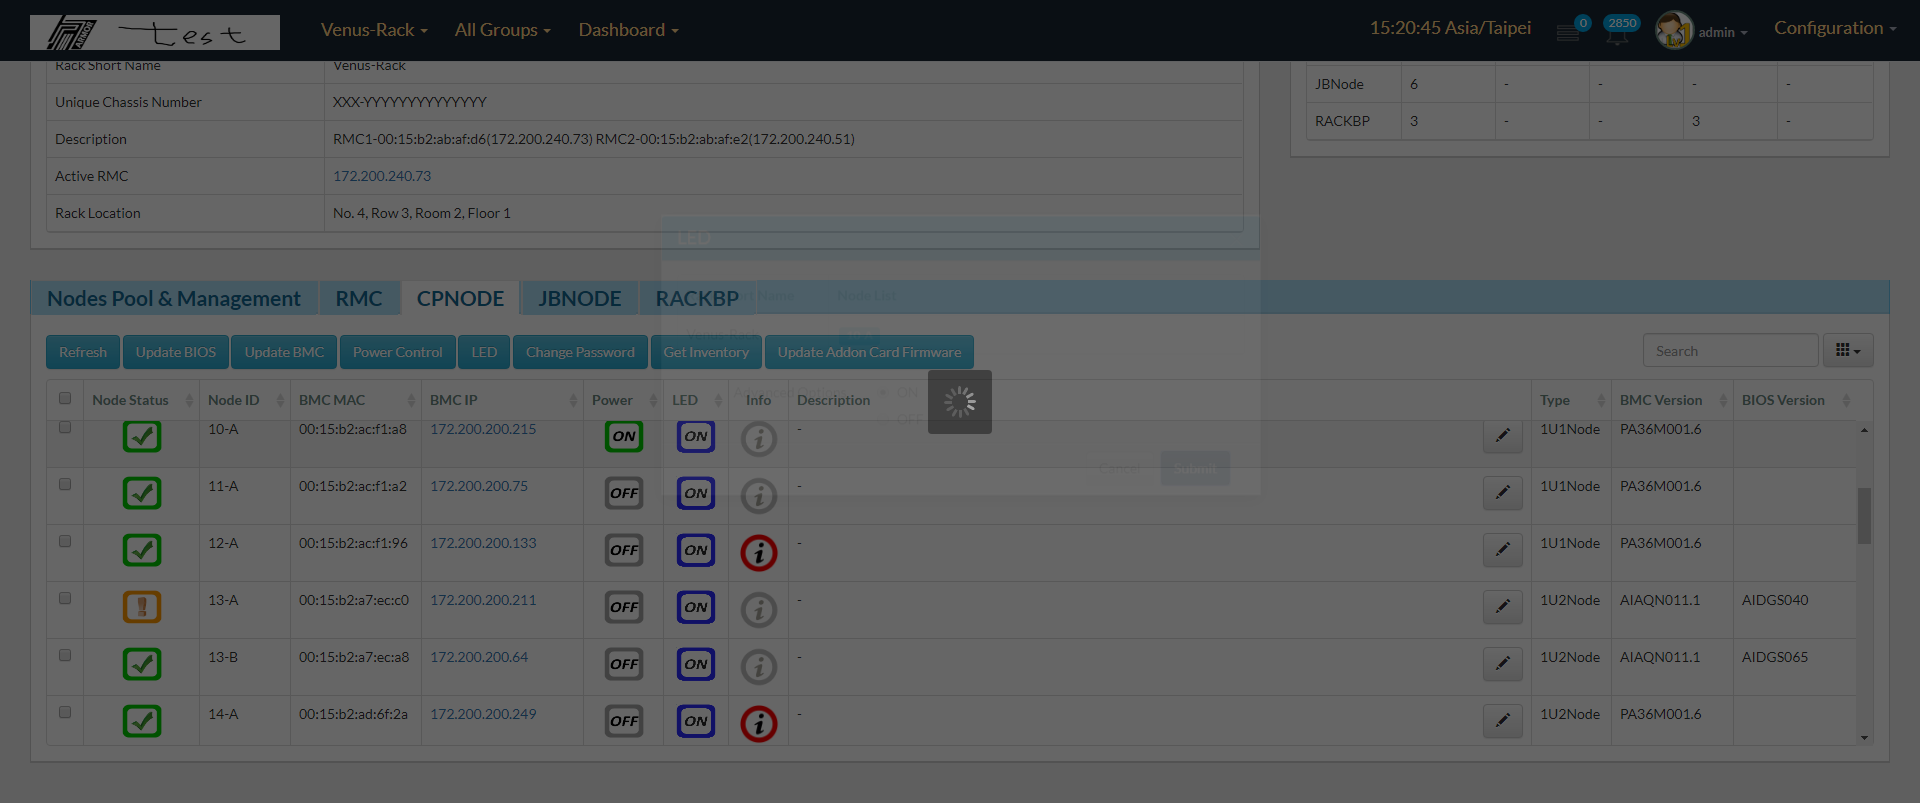 ARMOR test Venus-Rack All Groups Dashboard 15:20:45 Asia/Taipei 0 2850 admin Configuration
Rack Short Name Venus-Rack
Unique Chassis Number XXX-YYYYYYYYYYYYYY
Description RMC1-00:15:b2:ab:af:d6(172.200.240.73) RMC2-00:15:b2:ab:af:e2(172.200.240.51)
Active RMC 172.200.240.73
Rack Location No. 4, Row 3, Room 2, Floor 1
JBNode 6 - - - -
RACKBP 3 - - 3 -
LED
Nodes Pool & Management RMC CPNODE JBNODE RACKBP
Name Node List
Venus-Rack
Refresh Update BIOS Update BMC Power Control LED Change Password Get Inventory Update Addon Card Firmware Search
ON
OFF
Cancel Submit
Node Status Node ID BMC MAC BMC IP Power LED Info Description Type BMC Version BIOS Version
10-A 00:15:b2:ac:f1:a8 172.200.200.215 ON ON i - 1U1Node PA36M001.6
11-A 00:15:b2:ac:f1:a2 172.200.200.75 OFF ON i - 1U1Node PA36M001.6
12-A 00:15:b2:ac:f1:96 172.200.200.133 OFF ON i - 1U1Node PA36M001.6
13-A 00:15:b2:a7:ec:c0 172.200.200.211 OFF ON i - 1U2Node AIAQN011.1 AIDGS040
13-B 00:15:b2:a7:ec:a8 172.200.200.64 OFF ON i - 1U2Node AIAQN011.1 AIDGS065
14-A 00:15:b2:ad:6f:2a 172.200.200.249 OFF ON i - 1U2Node PA36M001.6